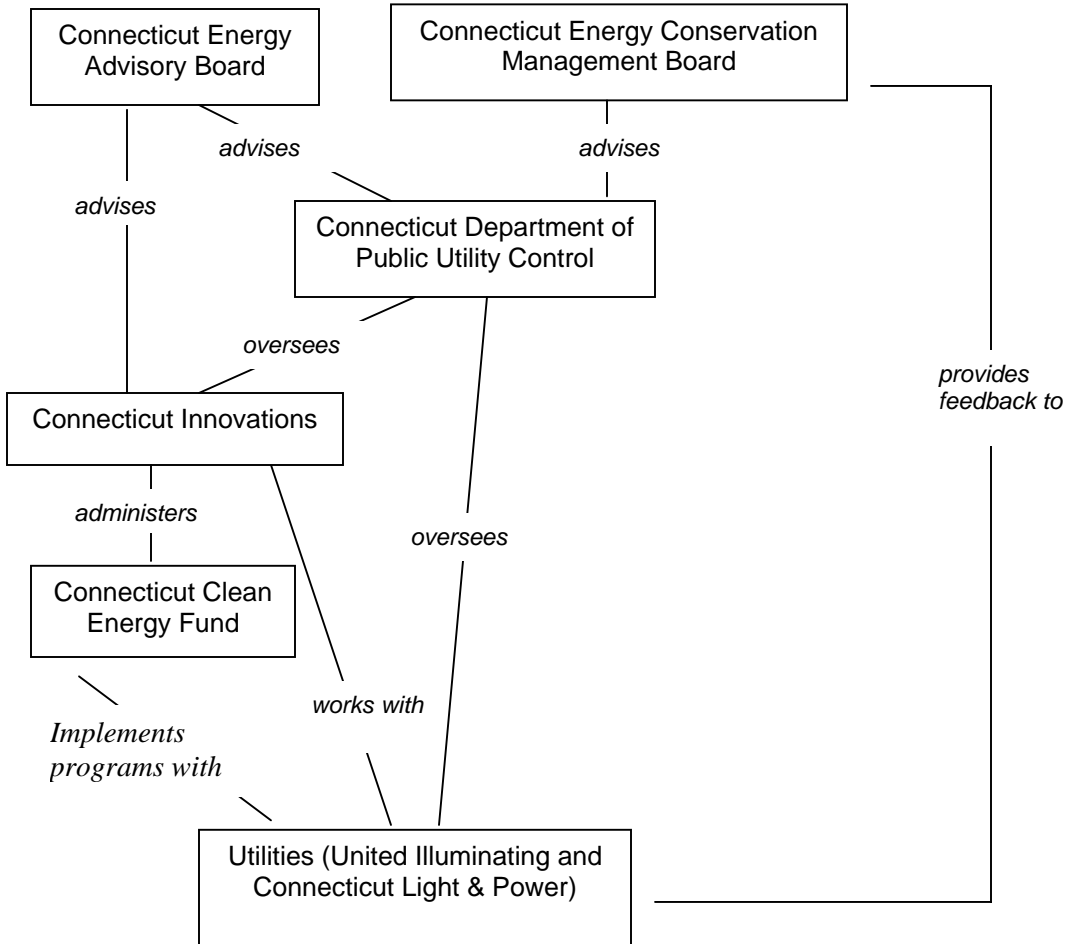 Connecticut Energy
Advisory Board
Connecticut Energy Conservation
Management Board
advises
advises
advises
Connecticut Department of
Public Utility Control
oversees
provides
feedback to
Connecticut Innovations
administers
oversees
Connecticut Clean
Energy Fund
works with
Implements
programs with
Utilities (United Illuminating and
Connecticut Light & Power)